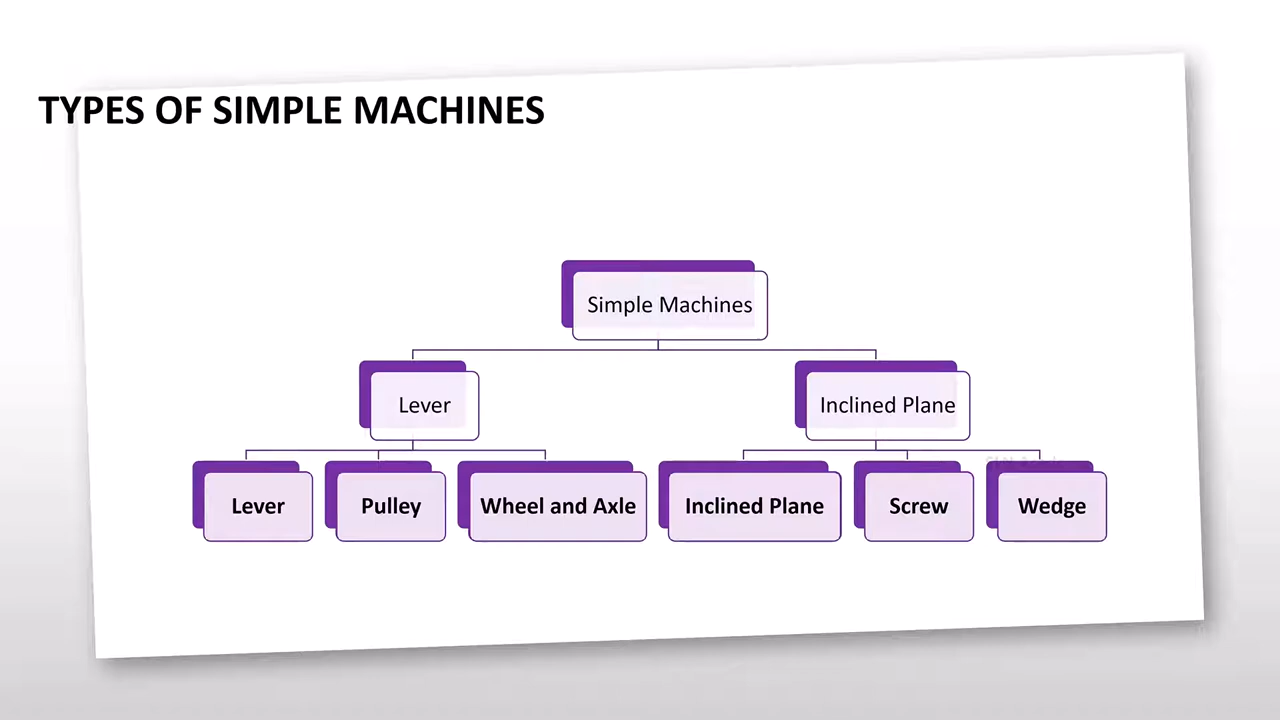 TYPES OF SIMPLE MACHINES
Simple Machines
Lever
Inclined Plane
Lever
Pulley
Wheel and Axle
Inclined Plane
Screw
Wedge